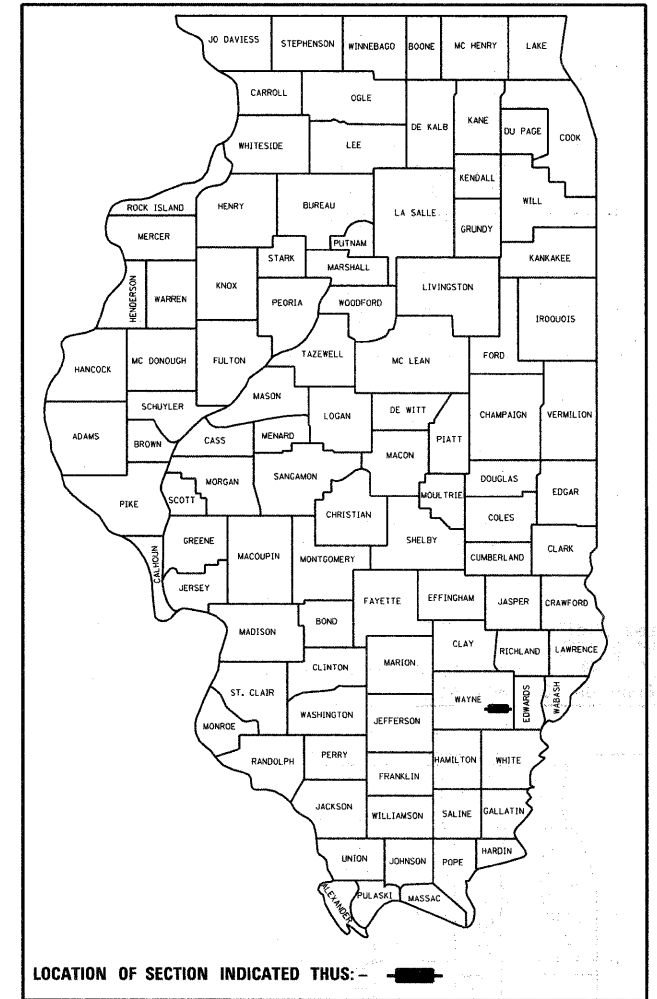 JO DAVIESS
STEPHENSON
WINNEBAGO
BOONE
MC HENRY
LAKE
CARROLL
OGLE
DE KALB
KANE
DU PAGE
COOK
WHITESIDE
LEE
KENDALL
WILL
ROCK ISLAND
HENRY
BUREAU
LA SALLE
GRUNDY
MERCER
PUTNAM
STARK
MARSHALL
KANKAKEE
HENDERSON
WARREN
KNOX
PEORIA
WOODFORD
LIVINGSTON
IROQUOIS
HANCOCK
MC DONOUGH
FULTON
TAZEWELL
MC LEAN
FORD
SCHUYLER
MASON
LOGAN
DE WITT
CHAMPAIGN
VERMILION
ADAMS
BROWN
CASS
MENARD
MACON
PIATT
PIKE
SCOTT
MORGAN
SANGAMON
MOULTRIE
DOUGLAS
EDGAR
CHRISTIAN
COLES
CALHOUN
GREENE
MACOUPIN
MONTGOMERY
SHELBY
CUMBERLAND
CLARK
JERSEY
FAYETTE
EFFINGHAM
JASPER
CRAWFORD
MADISON
BOND
CLAY
RICHLAND
LAWRENCE
CLINTON
MARION
ST. CLAIR
WAYNE
EDWARDS
WABASH
MONROE
WASHINGTON
JEFFERSON
RANDOLPH
PERRY
HAMILTON
WHITE
FRANKLIN
JACKSON
WILLIAMSON
SALINE
GALLATIN
UNION
JOHNSON
POPE
HARDIN
ALEXANDER
PULASKI
MASSAC
LOCATION OF SECTION INDICATED THUS: –